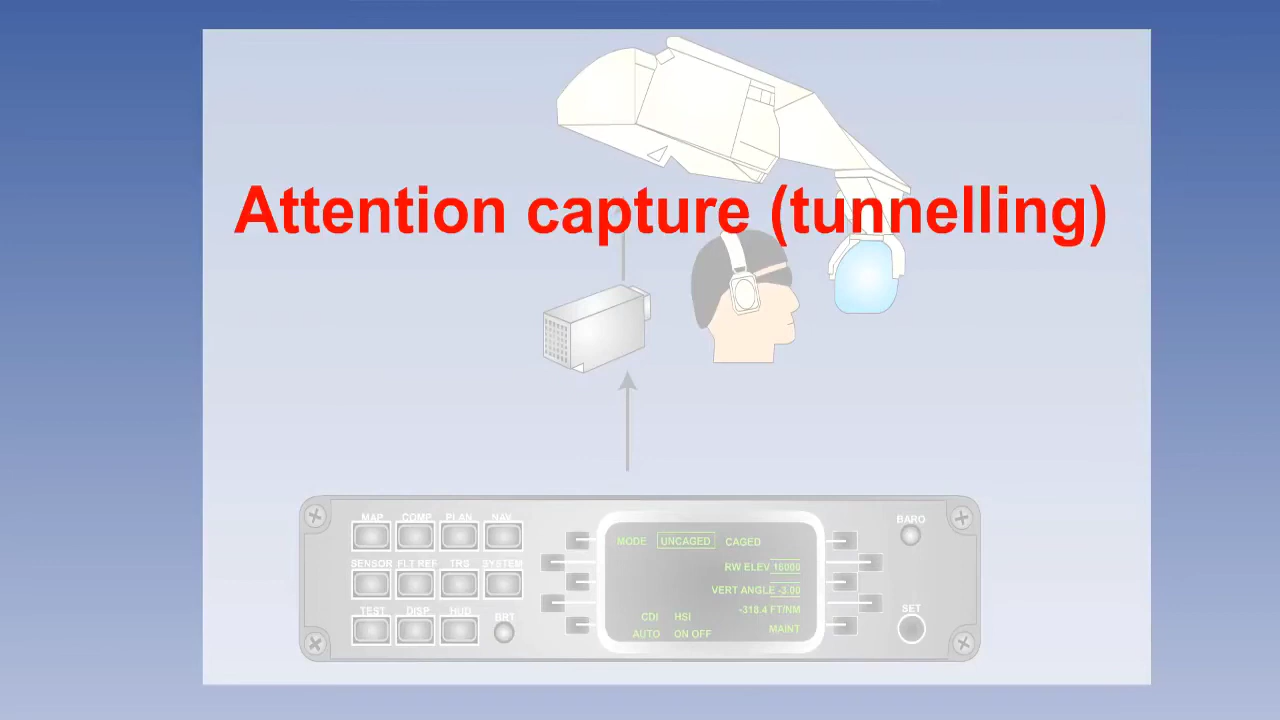 Attention capture (tunnelling)
MAP COMP PLAN NAV
SENSOR FLT REF TRS SYSTEM
TEST DISP HUD BRT
MODE UNCAGED CAGED
RW ELEV 16000
VERT ANGLE -3.00
-318.4 FT/NM
CDI HSI
AUTO ON OFF MAINT
BARO
SET